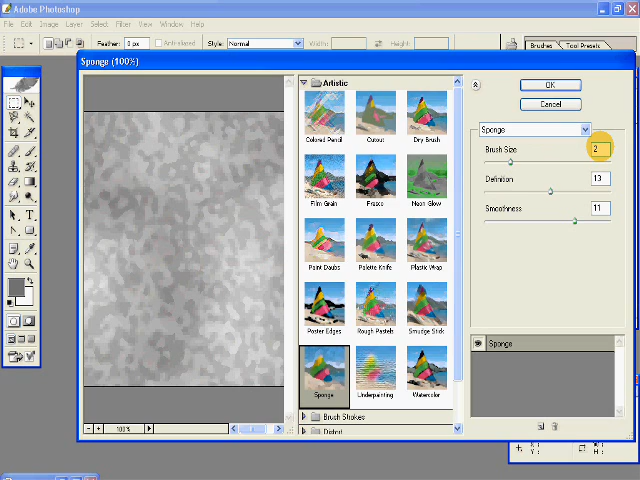 Adobe Photoshop
File Edit Image Layer Select Filter View Window Help
Feather: 0 px Anti-aliased Style: Normal Width: Height: Brushes Tool Presets
Sponge (100%)
Artistic
Colored Pencil Cutout Dry Brush
Film Grain Fresco Neon Glow
Paint Daubs Palette Knife Plastic Wrap
Poster Edges Rough Pastels Smudge Stick
Sponge Underpainting Watercolor
Brush Strokes
Distort
100%
OK
Cancel
Sponge
Brush Size 2
Definition 13
Smoothness 11
Sponge
X :
Y :
W :
H :